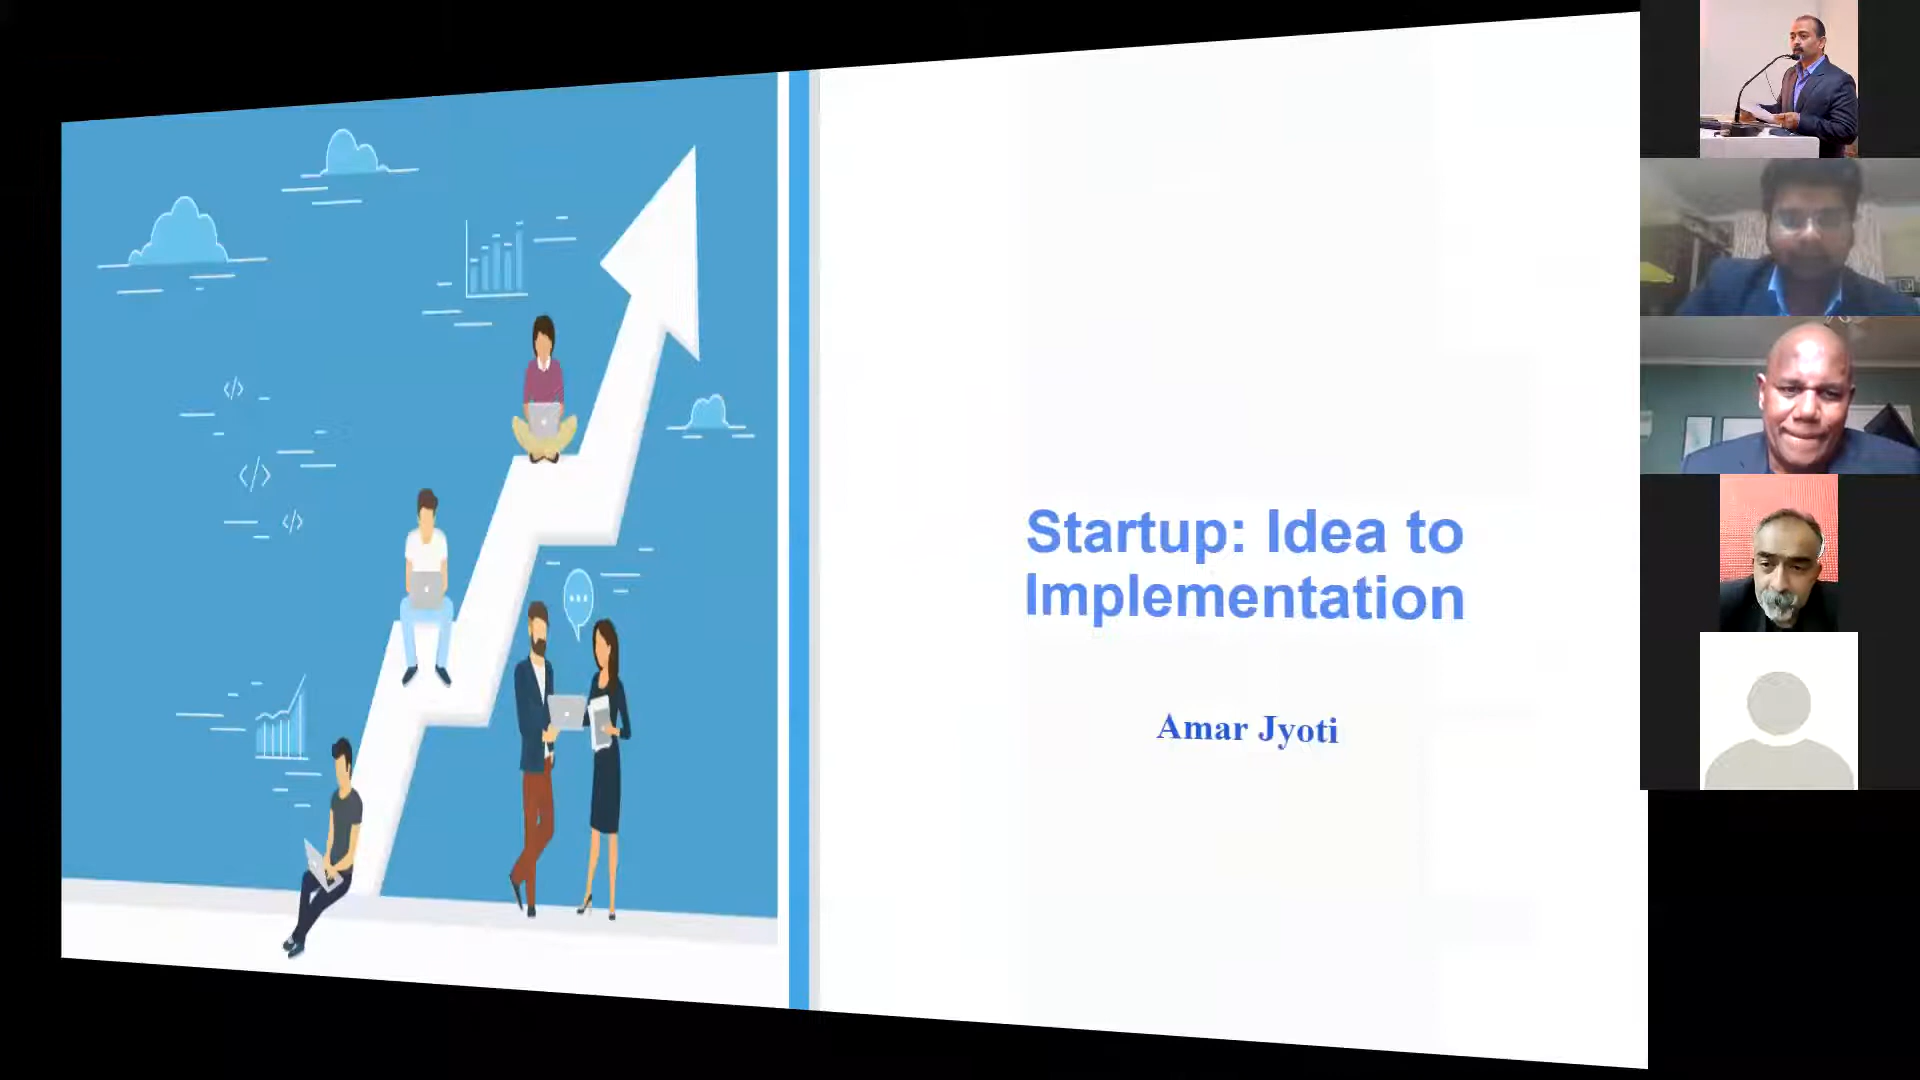 </>
</>
</>
Startup: Idea to
Implementation
Amar Jyoti